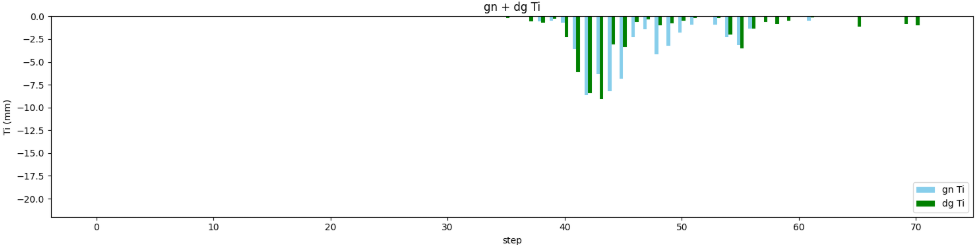 gn + dg Ti
0.0
−2.5
−5.0
−7.5
−10.0
−12.5
−15.0
−17.5
−20.0
Ti (mm)
0 10 20 30 40 50 60 70
step
gn Ti
dg Ti